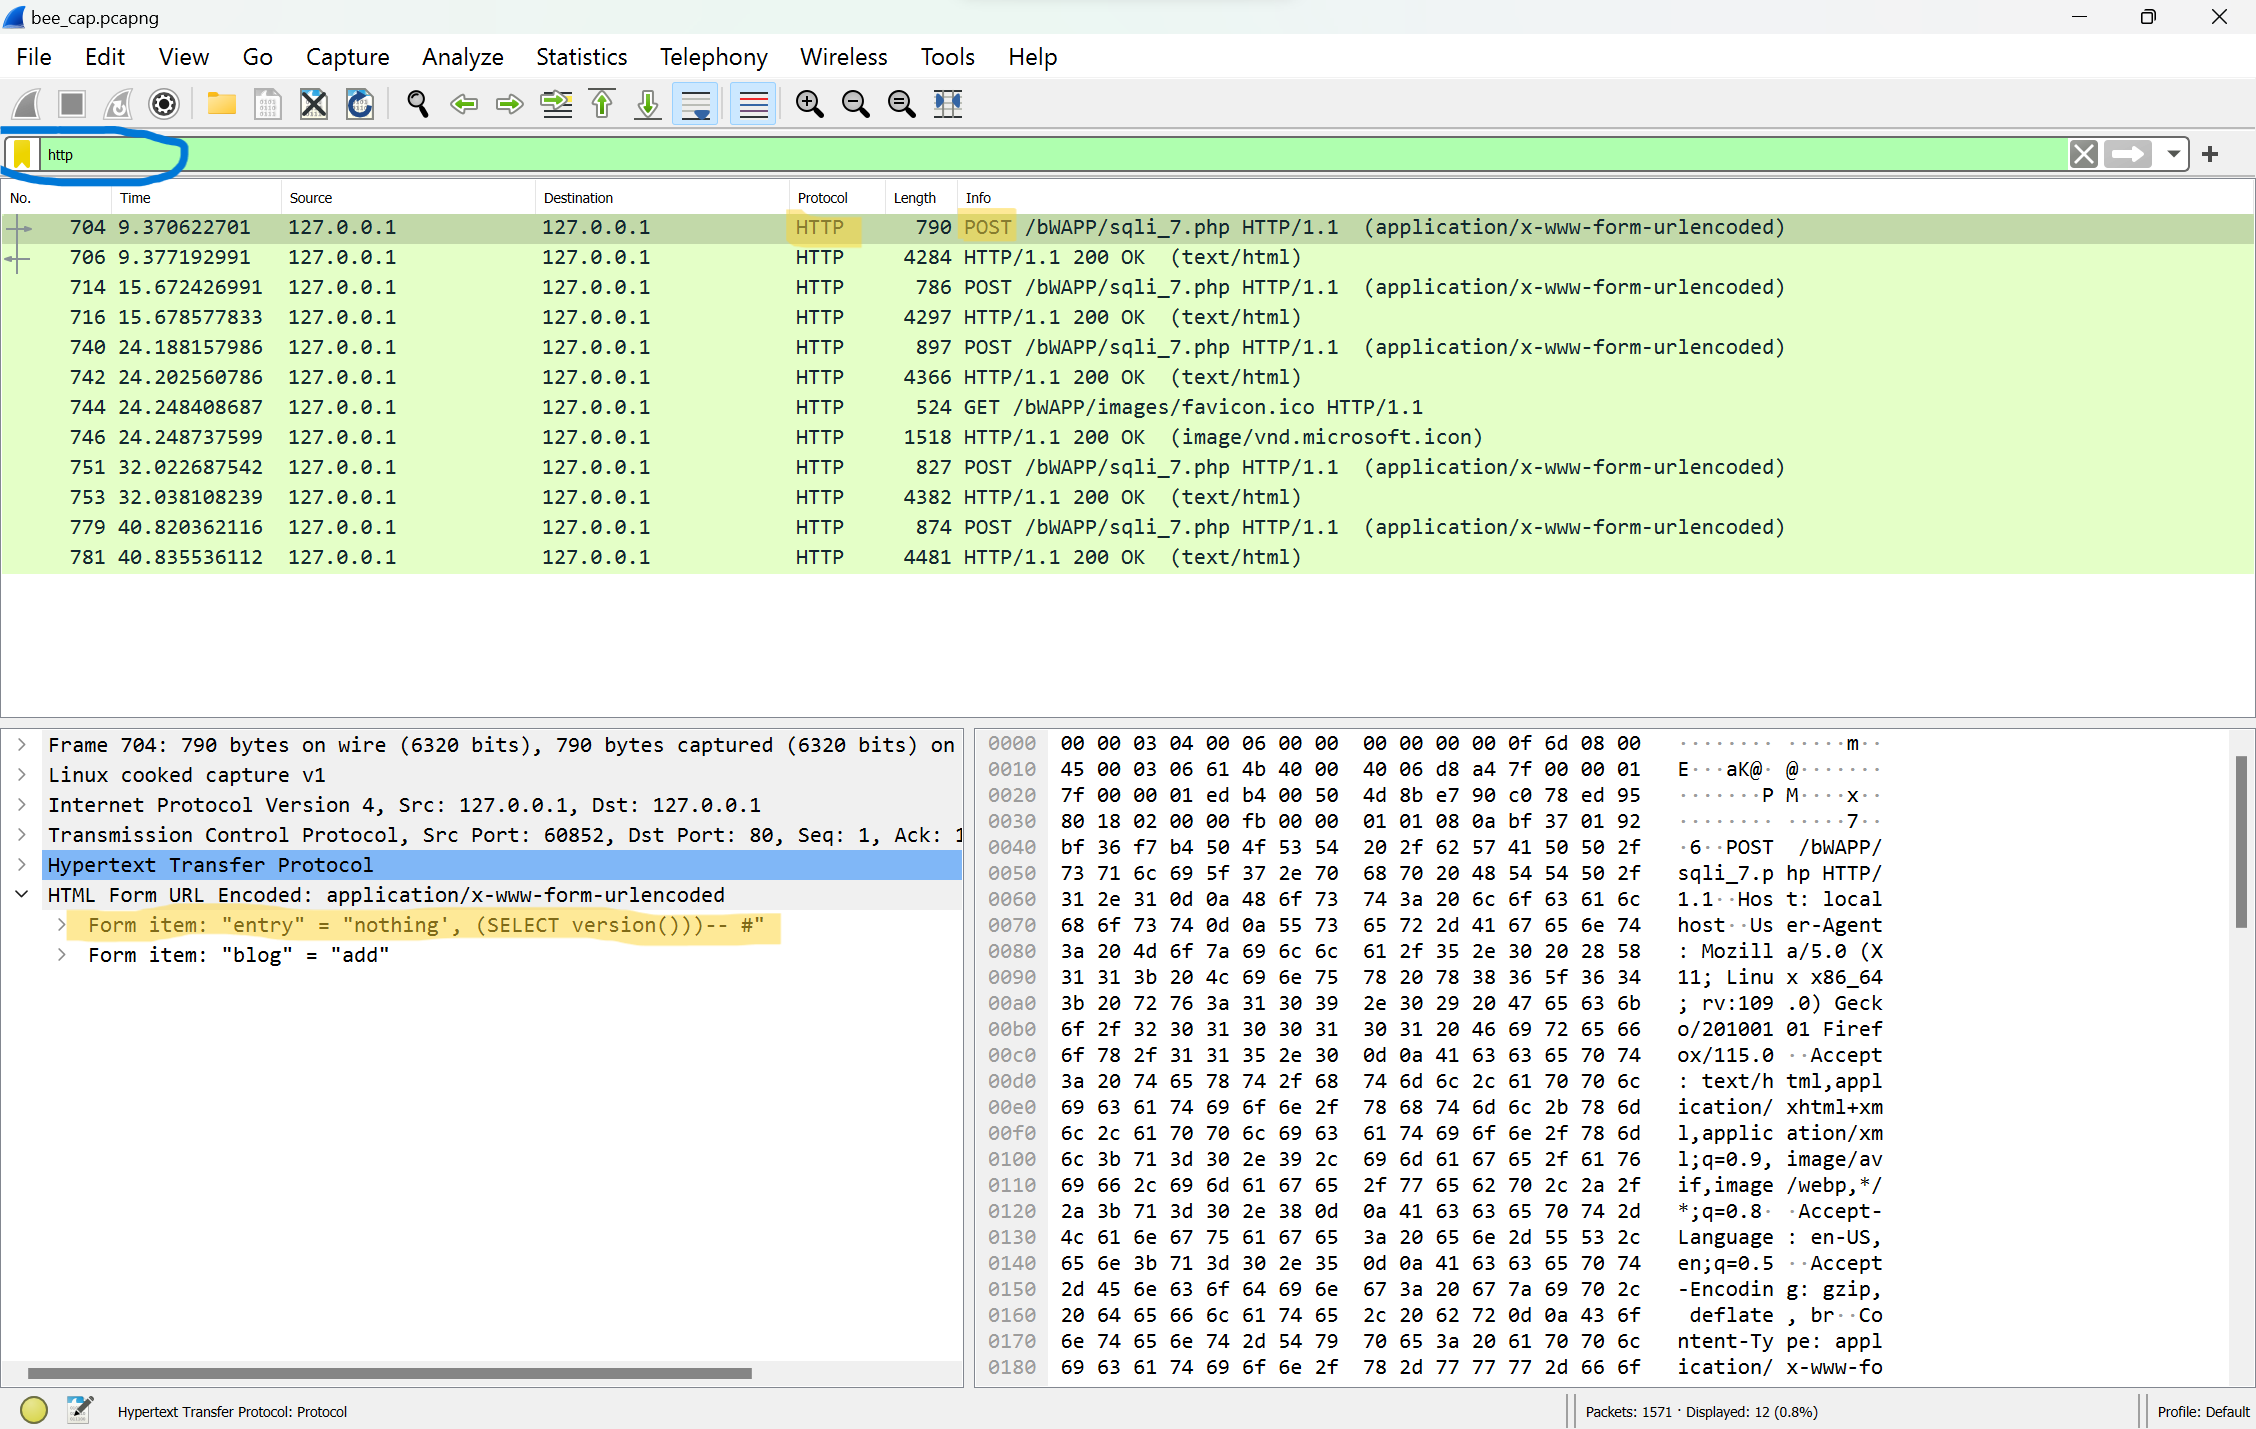 bee_cap.pcapng
File Edit View Go Capture Analyze Statistics Telephony Wireless Tools Help
http
No. Time Source Destination Protocol Length Info
704 9.370622701 127.0.0.1 127.0.0.1 HTTP 790 POST /bWAPP/sqli_7.php HTTP/1.1 (application/x-www-form-urlencoded)
706 9.377192991 127.0.0.1 127.0.0.1 HTTP 4284 HTTP/1.1 200 OK (text/html)
714 15.672426991 127.0.0.1 127.0.0.1 HTTP 786 POST /bWAPP/sqli_7.php HTTP/1.1 (application/x-www-form-urlencoded)
716 15.678577833 127.0.0.1 127.0.0.1 HTTP 4297 HTTP/1.1 200 OK (text/html)
740 24.188157986 127.0.0.1 127.0.0.1 HTTP 897 POST /bWAPP/sqli_7.php HTTP/1.1 (application/x-www-form-urlencoded)
742 24.202560786 127.0.0.1 127.0.0.1 HTTP 4366 HTTP/1.1 200 OK (text/html)
744 24.248408687 127.0.0.1 127.0.0.1 HTTP 524 GET /bWAPP/images/favicon.ico HTTP/1.1
746 24.248737599 127.0.0.1 127.0.0.1 HTTP 1518 HTTP/1.1 200 OK (image/vnd.microsoft.icon)
751 32.022687542 127.0.0.1 127.0.0.1 HTTP 827 POST /bWAPP/sqli_7.php HTTP/1.1 (application/x-www-form-urlencoded)
753 32.038108239 127.0.0.1 127.0.0.1 HTTP 4382 HTTP/1.1 200 OK (text/html)
779 40.820362116 127.0.0.1 127.0.0.1 HTTP 874 POST /bWAPP/sqli_7.php HTTP/1.1 (application/x-www-form-urlencoded)
781 40.835536112 127.0.0.1 127.0.0.1 HTTP 4481 HTTP/1.1 200 OK (text/html)
Frame 704: 790 bytes on wire (6320 bits), 790 bytes captured (6320 bits) on
Linux cooked capture v1
Internet Protocol Version 4, Src: 127.0.0.1, Dst: 127.0.0.1
Transmission Control Protocol, Src Port: 60852, Dst Port: 80, Seq: 1, Ack: 1
Hypertext Transfer Protocol
HTML Form URL Encoded: application/x-www-form-urlencoded
Form item: "entry" = "nothing', (SELECT version()))-- #"
Form item: "blog" = "add"
0000 00 00 03 04 00 06 00 00 00 00 00 00 0f 6d 08 00 ········ ·····m··
0010 45 00 03 06 61 4b 40 00 40 06 d8 a4 7f 00 00 01 E···aK@· @·······
0020 7f 00 00 01 ed b4 00 50 4d 8b e7 90 c0 78 ed 95 ·······P M····x··
0030 80 18 02 00 00 fb 00 00 01 01 08 0a bf 37 01 92 ········ ·····7··
0040 bf 36 f7 b4 50 4f 53 54 20 2f 62 57 41 50 50 2f ·6··POST /bWAPP/
0050 73 71 6c 69 5f 37 2e 70 68 70 20 48 54 54 50 2f sqli_7.p hp HTTP/
0060 31 2e 31 0d 0a 48 6f 73 74 3a 20 6c 6f 63 61 6c 1.1··Hos t: local
0070 68 6f 73 74 0d 0a 55 73 65 72 2d 41 67 65 6e 74 host··Us er-Agent
0080 3a 20 4d 6f 7a 69 6c 6c 61 2f 35 2e 30 20 28 58 : Mozill a/5.0 (X
0090 31 31 3b 20 4c 69 6e 75 78 20 78 38 36 5f 36 34 11; Linu x x86_64
00a0 3b 20 72 76 3a 31 30 39 2e 30 29 20 47 65 63 6b ; rv:109 .0) Geck
00b0 6f 2f 32 30 31 30 30 31 30 31 20 46 69 72 65 66 o/201001 01 Firef
00c0 6f 78 2f 31 31 35 2e 30 0d 0a 41 63 63 65 70 74 ox/115.0 ··Accept
00d0 3a 20 74 65 78 74 2f 68 74 6d 6c 2c 61 70 70 6c : text/h tml,appl
00e0 69 63 61 74 69 6f 6e 2f 78 68 74 6d 6c 2b 78 6d ication/ xhtml+xm
00f0 6c 2c 61 70 70 6c 69 63 61 74 69 6f 6e 2f 78 6d l,applic ation/xm
0100 6c 3b 71 3d 30 2e 39 2c 69 6d 61 67 65 2f 61 76 l;q=0.9, image/av
0110 69 66 2c 69 6d 61 67 65 2f 77 65 62 70 2c 2a 2f if,image /webp,*/
0120 2a 3b 71 3d 30 2e 38 0d 0a 41 63 63 65 70 74 2d *;q=0.8· ·Accept-
0130 4c 61 6e 67 75 61 67 65 3a 20 65 6e 2d 55 53 2c Language : en-US,
0140 65 6e 3b 71 3d 30 2e 35 0d 0a 41 63 63 65 70 74 en;q=0.5 ··Accept
0150 2d 45 6e 63 6f 64 69 6e 67 3a 20 67 7a 69 70 2c -Encodin g: gzip,
0160 20 64 65 66 6c 61 74 65 2c 20 62 72 0d 0a 43 6f deflate , br··Co
0170 6e 74 65 6e 74 2d 54 79 70 65 3a 20 61 70 70 6c ntent-Ty pe: appl
0180 69 63 61 74 69 6f 6e 2f 78 2d 77 77 77 2d 66 6f ication/ x-www-fo
Hypertext Transfer Protocol: Protocol
Packets: 1571 · Displayed: 12 (0.8%)
Profile: Default